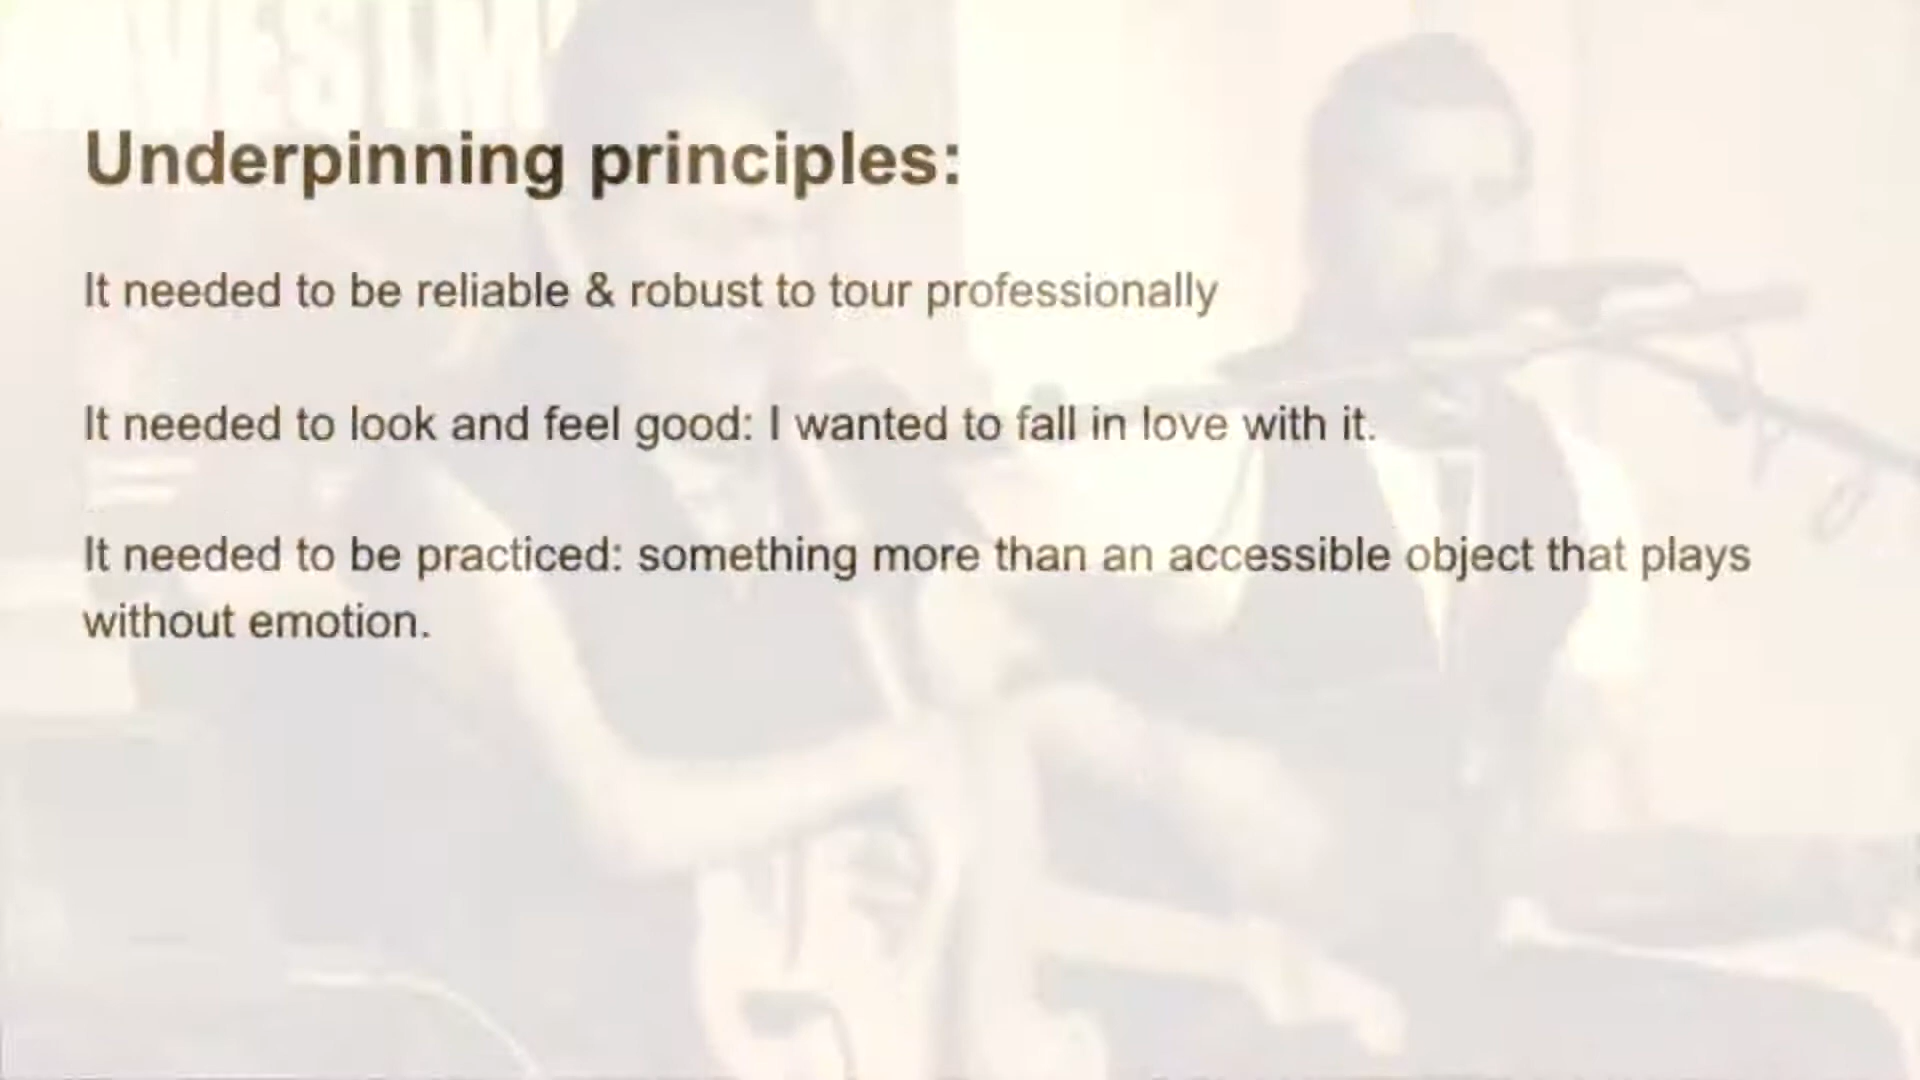 VESTM
Underpinning principles:
It needed to be reliable & robust to tour professionally
It needed to look and feel good: I wanted to fall in love with it.
It needed to be practiced: something more than an accessible object that plays
without emotion.